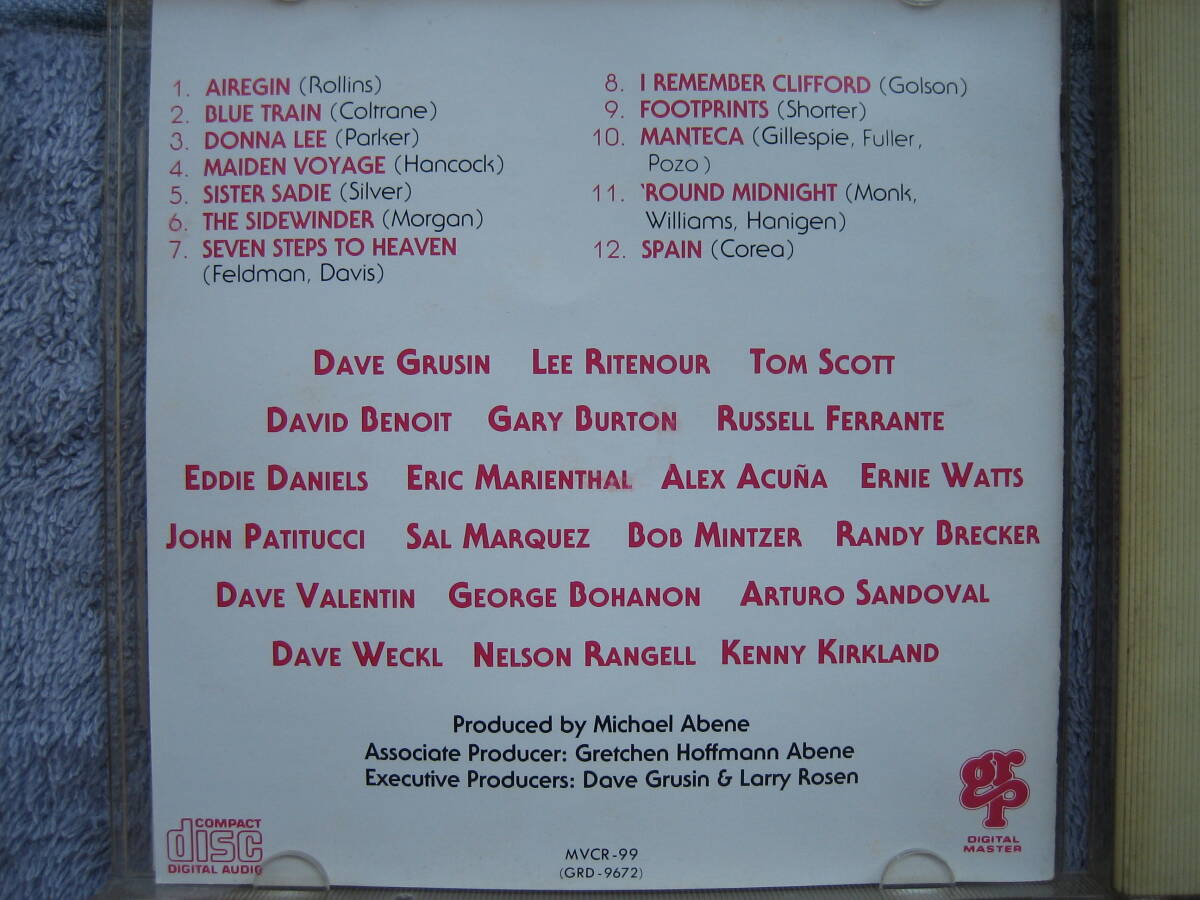 1. AIREGIN (Rollins)
2. BLUE TRAIN (Coltrane)
3. DONNA LEE (Parker)
4. MAIDEN VOYAGE (Hancock)
5. SISTER SADIE (Silver)
6. THE SIDEWINDER (Morgan)
7. SEVEN STEPS TO HEAVEN
(Feldman, Davis)
8. I REMEMBER CLIFFORD (Golson)
9. FOOTPRINTS (Shorter)
10. MANTECA (Gillespie, Fuller,
Pozo)
11. 'ROUND MIDNIGHT (Monk,
Williams, Hanigen)
12. SPAIN (Corea)
DAVE GRUSIN LEE RITENOUR TOM SCOTT
DAVID BENOIT GARY BURTON RUSSELL FERRANTE
EDDIE DANIELS ERIC MARIENTHAL ALEX ACUÑA ERNIE WATTS
JOHN PATITUCCI SAL MARQUEZ BOB MINTZER RANDY BRECKER
DAVE VALENTIN GEORGE BOHANON ARTURO SANDOVAL
DAVE WECKL NELSON RANGELL KENNY KIRKLAND
Produced by Michael Abene
Associate Producer: Gretchen Hoffmann Abene
Executive Producers: Dave Grusin & Larry Rosen
COMPACT
disc
DIGITAL AUDIO
MVCR-99
(GRD-9672)
grp
DIGITAL
MASTER